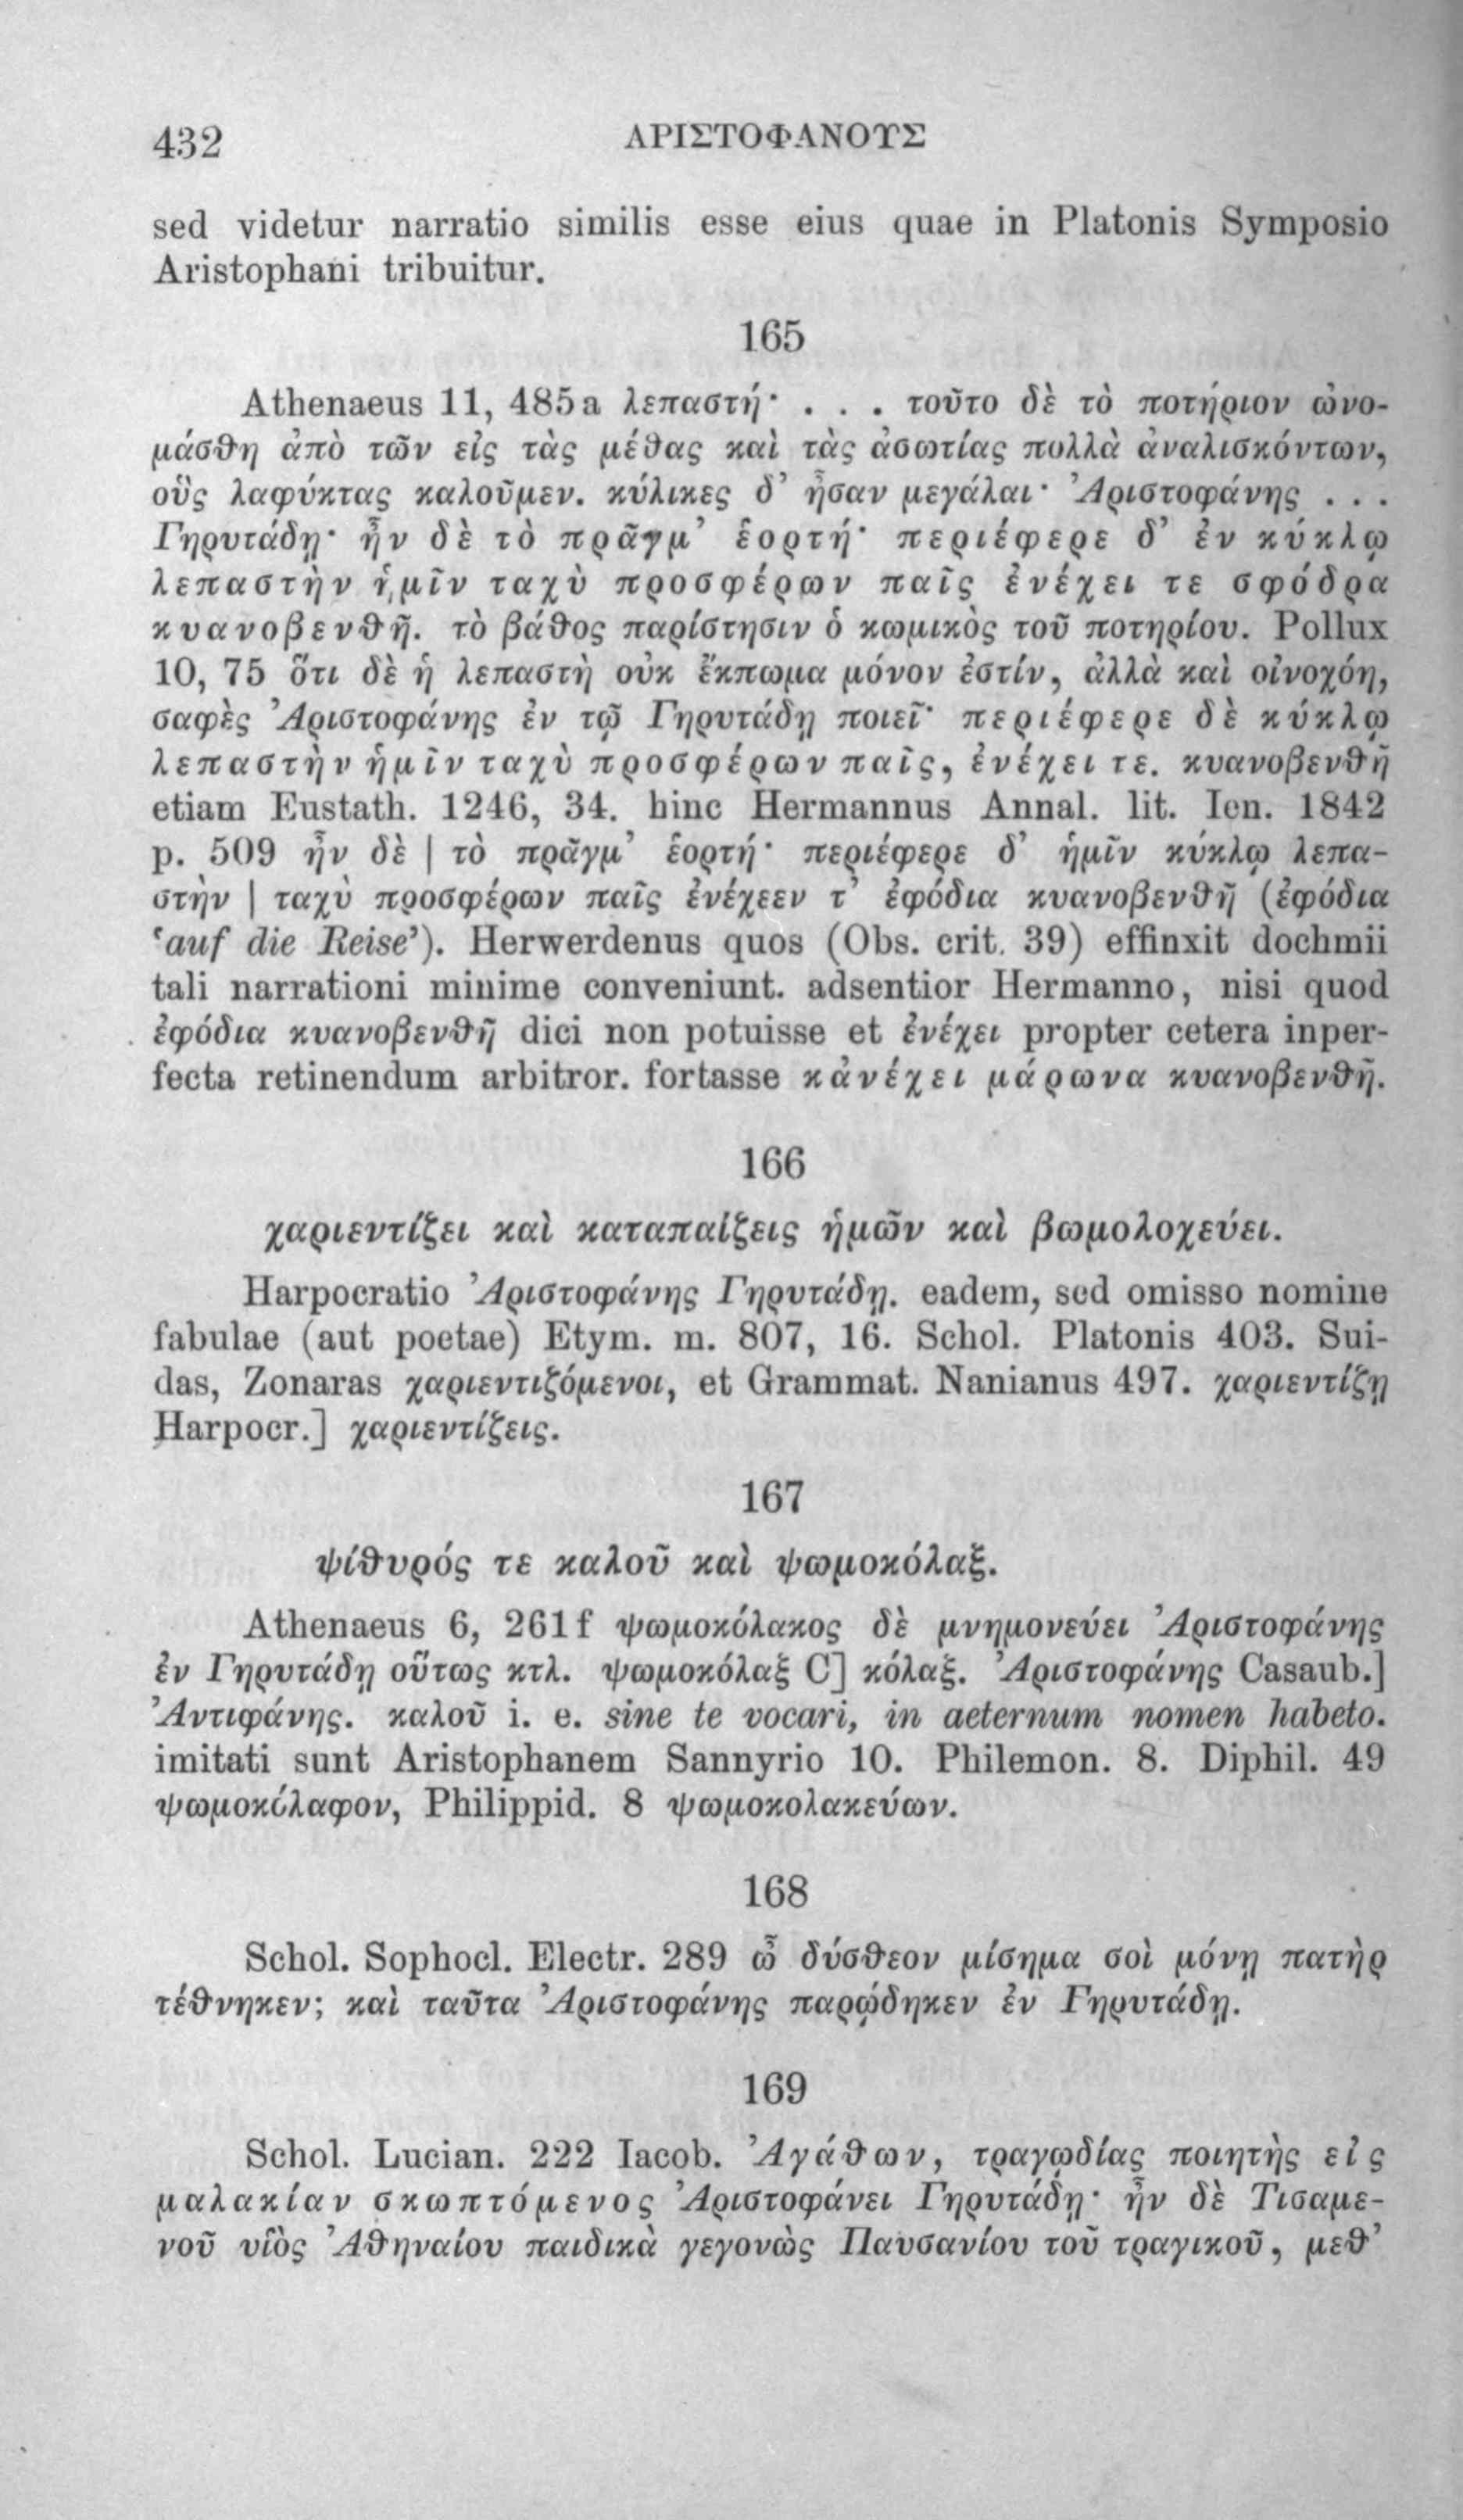 432
ΑΡΙΣΤΟΦΑΝΟΥΣ
sed videtur narratio similis esse eius quae in Platonis Symposio
Aristophani tribuitur.
165
Athenaeus 11, 485a λεπαστή· . . . τοῦτο δὲ τὸ ποτήριον ὠνο-
μάσθη ἀπὸ τῶν εἰς τὰς μέθας καὶ τὰς ἀσωτίας πολλὰ ἀναλισκόντων,
οὓς λαφύκτας καλοῦμεν. κύλικες δ’ ἦσαν μεγάλαι· Ἀριστοφάνης . . .
Γηρυτάδῃ· ἦν δὲ τὸ πρᾶγμ’ ἑορτή· περιέφερε δ’ ἐν κύκλῳ
λεπαστὴν ἡμῖν ταχὺ προσφέρων παῖς ἐνέχει τε σφόδρα
κυανοβενθῆ. τὸ βάθος παρίστησιν ὁ κωμικὸς τοῦ ποτηρίου. Pollux
10, 75 ὅτι δὲ ἡ λεπαστὴ οὐκ ἔκπωμα μόνον ἐστίν, ἀλλὰ καὶ οἰνοχόη,
σαφὲς Ἀριστοφάνης ἐν τῷ Γηρυτάδῃ ποιεῖ· περιέφερε δὲ κύκλῳ
λεπαστὴν ἡμῖν ταχὺ προσφέρων παῖς, ἐνέχει τε. κυανοβενθῆ
etiam Eustath. 1246, 34. hinc Hermannus Annal. lit. Ien. 1842
p. 509 ἦν δὲ | τὸ πρᾶγμ’ ἑορτή· περιέφερε δ’ ἡμῖν κύκλῳ λεπα-
στὴν | ταχὺ προσφέρων παῖς ἐνέχεεν τ’ ἐφόδια κυανοβενθῆ (ἐφόδια
‘auf die Reise’). Herwerdenus quos (Obs. crit. 39) effinxit dochmii
tali narrationi minime conveniunt. adsentior Hermanno, nisi quod
ἐφόδια κυανοβενθῆ dici non potuisse et ἐνέχει propter cetera inper-
fecta retinendum arbitror. fortasse κἀνέχει μάρωνα κυανοβενθῆ.
166
χαριεντίζει καὶ καταπαίζεις ἡμῶν καὶ βωμολοχεύει.
Harpocratio Ἀριστοφάνης Γηρυτάδῃ. eadem, sed omisso nomine
fabulae (aut poetae) Etym. m. 807, 16. Schol. Platonis 403. Sui-
das, Zonaras χαριεντιζόμενοι, et Grammat. Nanianus 497. χαριεντίζῃ
Harpocr.] χαριεντίζεις.
167
ψίθυρός τε καλοῦ καὶ ψωμοκόλαξ.
Athenaeus 6, 261f ψωμοκόλακος δὲ μνημονεύει Ἀριστοφάνης
ἐν Γηρυτάδῃ οὕτως κτλ. ψωμοκόλαξ C] κόλαξ. Ἀριστοφάνης Casaub.]
Ἀντιφάνης. καλοῦ i. e. sine te vocari, in aeternum nomen habeto.
imitati sunt Aristophanem Sannyrio 10. Philemon. 8. Diphil. 49
ψωμοκόλαφον, Philippid. 8 ψωμοκολακεύων.
168
Schol. Sophocl. Electr. 289 ὦ δύσθεον μίσημα σοὶ μόνῃ πατὴρ
τέθνηκεν; καὶ ταῦτα Ἀριστοφάνης παρῴδηκεν ἐν Γηρυτάδῃ.
169
Schol. Lucian. 222 Iacob. Ἀγάθων, τραγῳδίας ποιητὴς εἰς
μαλακίαν σκωπτόμενος Ἀριστοφάνει Γηρυτάδῃ· ἦν δὲ Τισαμε-
νοῦ υἱὸς Ἀθηναίου παιδικὰ γεγονὼς Παυσανίου τοῦ τραγικοῦ, μεθ’